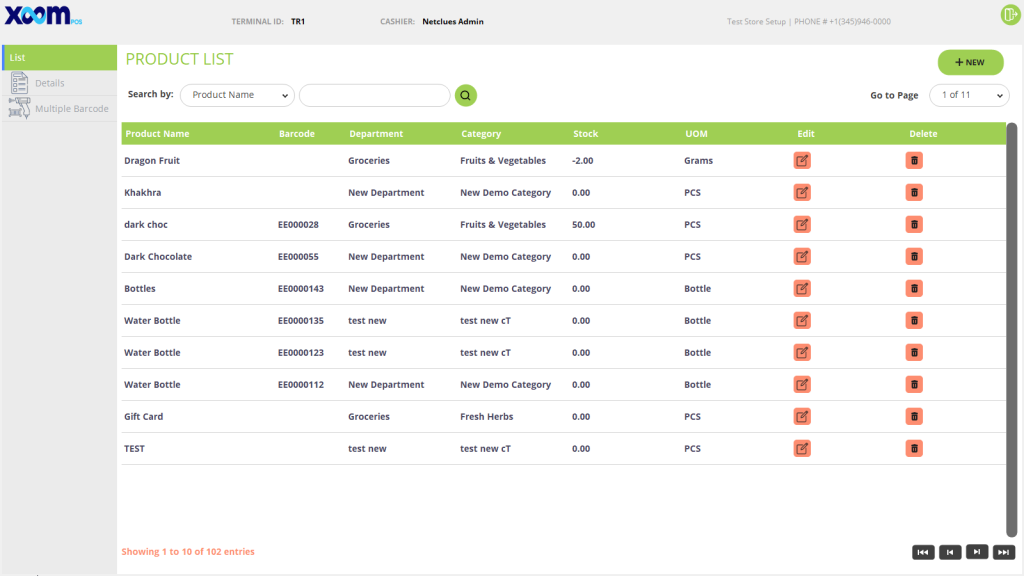 XOOM POS
TERMINAL ID: TR1 CASHIER: Netclues Admin Test Store Setup | PHONE # +1(345)946-0000
List
Details
Multiple Barcode
PRODUCT LIST
+ NEW
Search by: Product Name Go to Page 1 of 11
Product Name Barcode Department Category Stock UOM Edit Delete
Dragon Fruit Groceries Fruits & Vegetables -2.00 Grams
Khakhra New Department New Demo Category 0.00 PCS
dark choc EE000028 Groceries Fruits & Vegetables 50.00 PCS
Dark Chocolate EE000055 New Department New Demo Category 0.00 PCS
Bottles EE0000143 New Department New Demo Category 0.00 Bottle
Water Bottle EE0000135 test new test new cT 0.00 Bottle
Water Bottle EE0000123 test new test new cT 0.00 Bottle
Water Bottle EE0000112 New Department New Demo Category 0.00 Bottle
Gift Card Groceries Fresh Herbs 0.00 PCS
TEST test new test new cT 0.00 PCS
Showing 1 to 10 of 102 entries